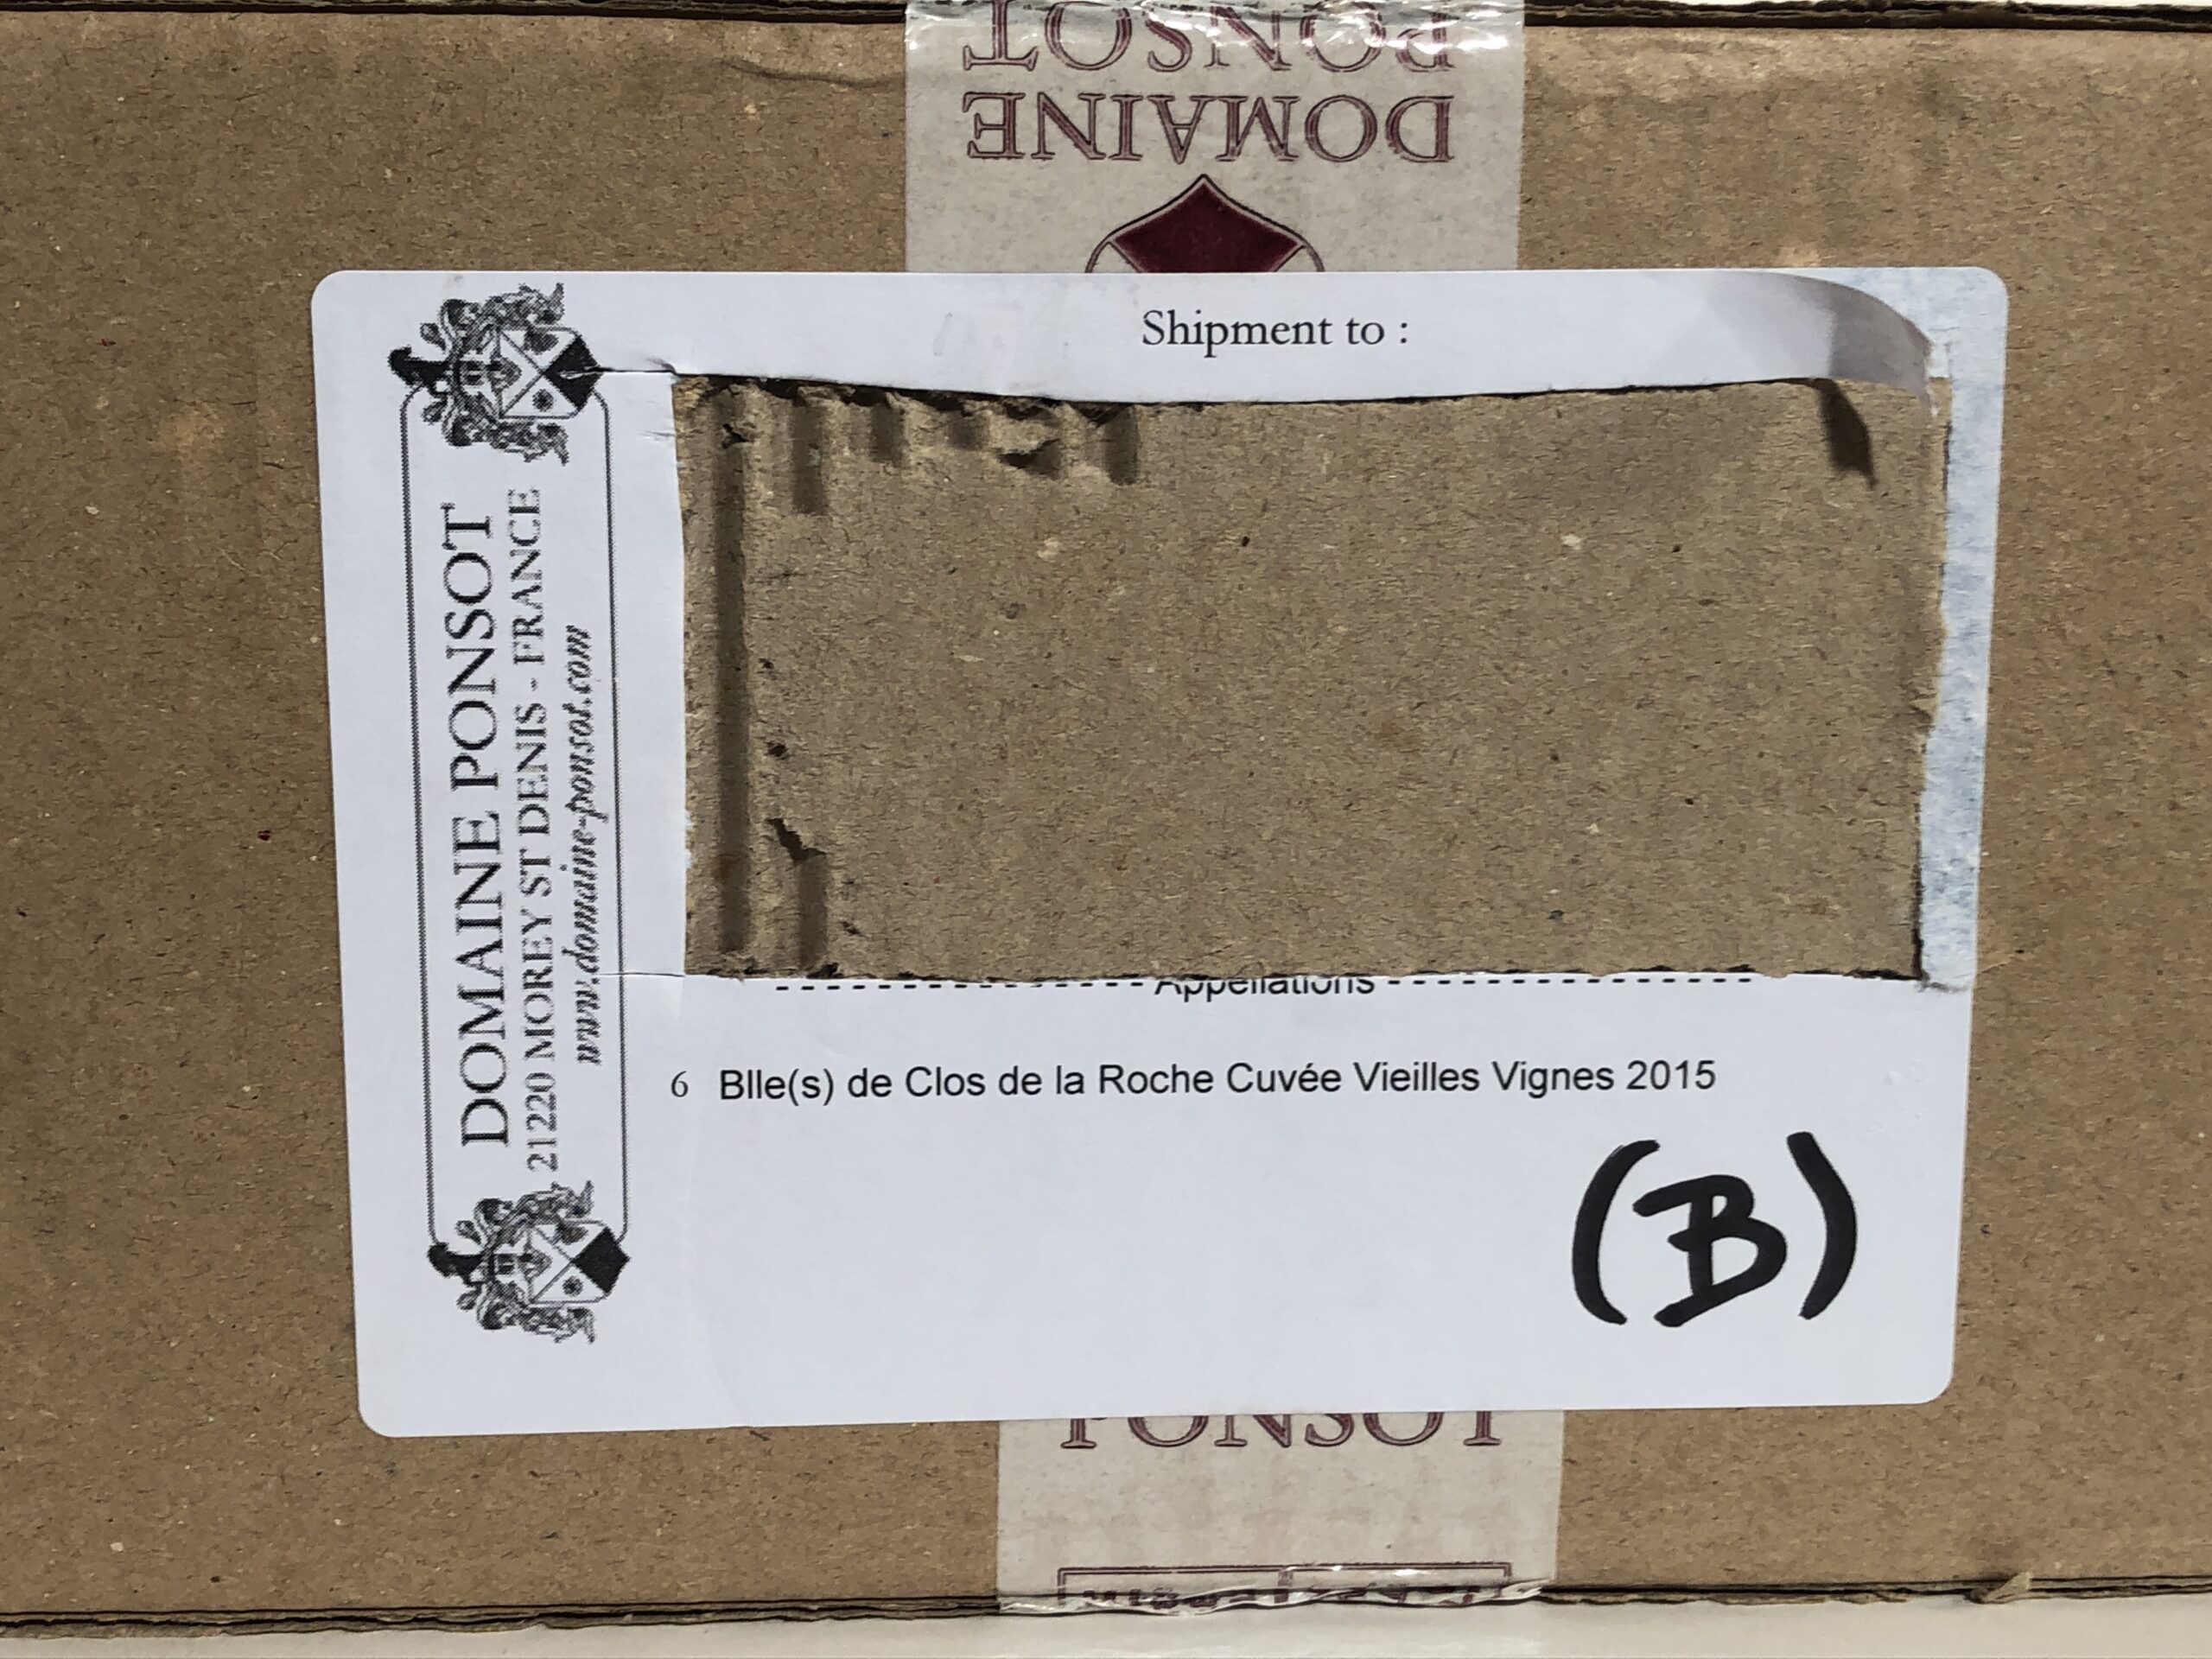 DOMAINE
PONSOT
Shipment to :
DOMAINE PONSOT
21220 MOREY ST DENIS - FRANCE
www.domaine-ponsot.com
--------------- Appellations ---------------
6 Blle(s) de Clos de la Roche Cuvée Vieilles Vignes 2015
(B)
PONSOT